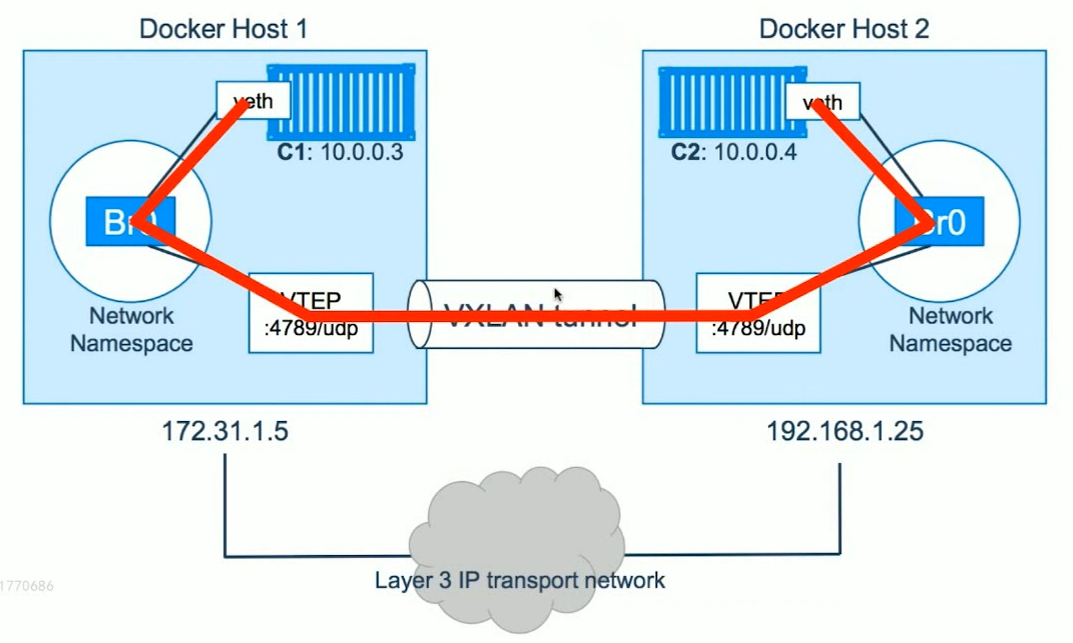 Docker Host 1
Docker Host 2
veth
veth
C1: 10.0.0.3
C2: 10.0.0.4
Br0
Br0
VTEP
:4789/udp
VXLAN tunnel
VTEP
:4789/udp
Network
Namespace
Network
Namespace
172.31.1.5
192.168.1.25
Layer 3 IP transport network
1770686